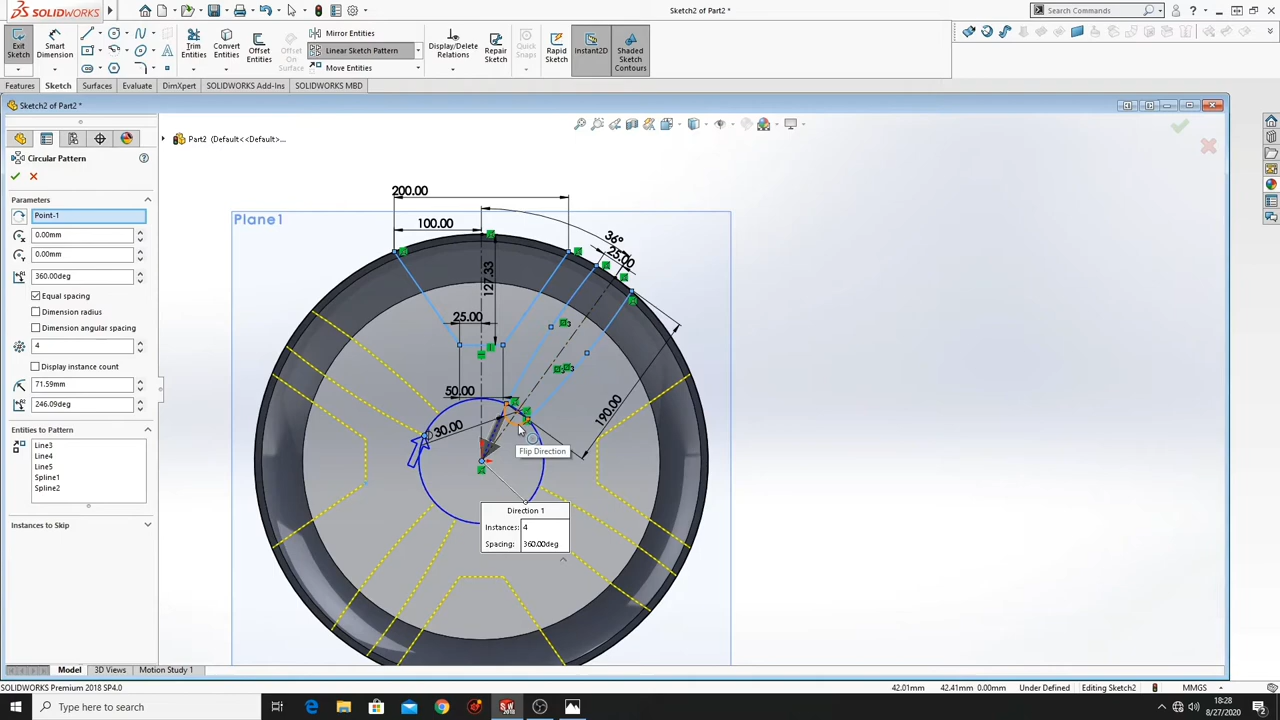 SOLIDWORKS
Sketch2 of Part2 *
Search Commands
Exit Sketch
Smart Dimension
Trim Entities
Convert Entities
Offset Entities
Offset On Surface
Mirror Entities
Linear Sketch Pattern
Move Entities
Display/Delete Relations
Repair Sketch
Quick Snaps
Rapid Sketch
Instant2D
Shaded Sketch Contours
Features Sketch Surfaces Evaluate DimXpert SOLIDWORKS Add-Ins SOLIDWORKS MBD
Sketch2 of Part2 *
Part2 (Default<<Default>...
Circular Pattern
Parameters
Point-1
0.00mm
0.00mm
360.00deg
Equal spacing
Dimension radius
Dimension angular spacing
4
Display instance count
71.59mm
246.09deg
Entities to Pattern
Line3
Line4
Line5
Spline1
Spline2
Instances to Skip
Plane1
200.00
100.00
36°
25.00
127.33
25.00
50.00
30.00
190.00
Flip Direction
Direction 1
Instances: 4
Spacing: 360.00deg
Model 3D Views Motion Study 1
SOLIDWORKS Premium 2018 SP4.0
42.01mm 42.41mm 0.00mm Under Defined Editing Sketch2 MMGS
Type here to search
18:28
8/27/2020